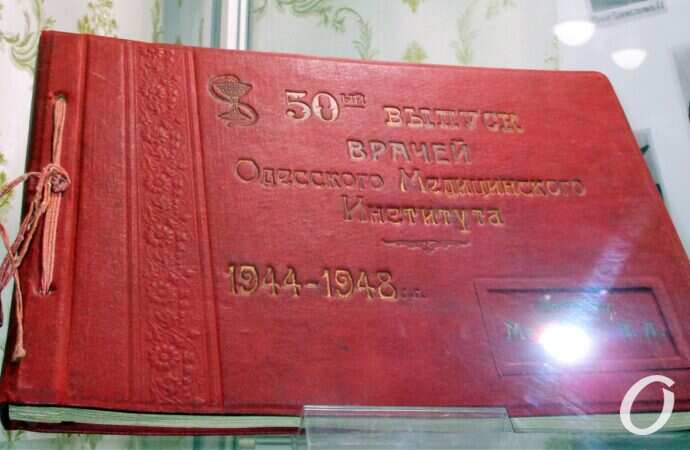 50ый ВЫПУСК
ВРАЧЕЙ
Одесского Медицинского
Института
1944-1948 г.г.